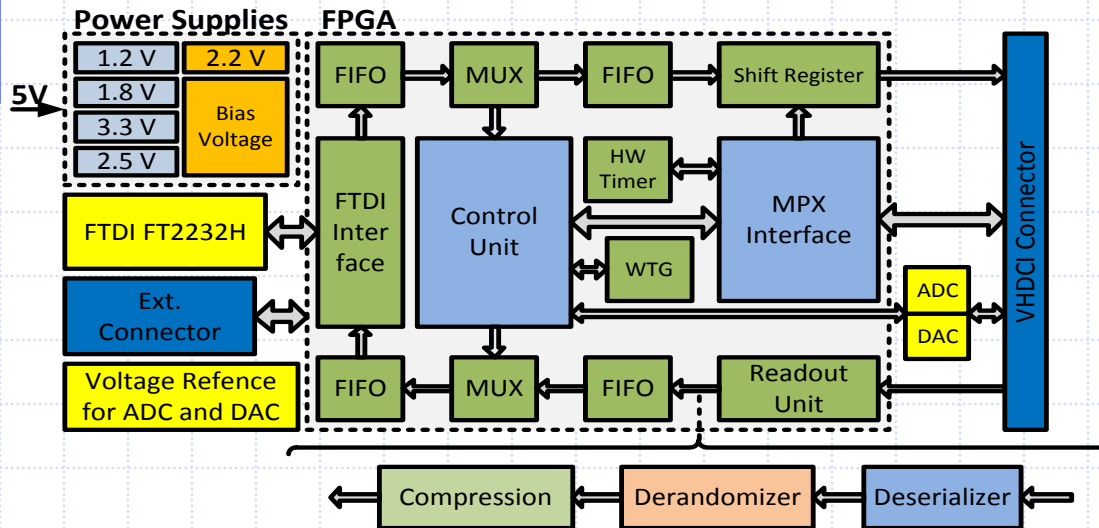 Power Supplies
FPGA
5V
1.2 V
2.2 V
1.8 V
3.3 V
2.5 V
Bias
Voltage
FTDI FT2232H
Ext.
Connector
Voltage Refence
for ADC and DAC
FIFO
MUX
FIFO
Shift Register
FTDI
Inter
face
Control
Unit
HW
Timer
WTG
MPX
Interface
ADC
DAC
VHDCI Connector
FIFO
MUX
FIFO
Readout
Unit
Compression
Derandomizer
Deserializer